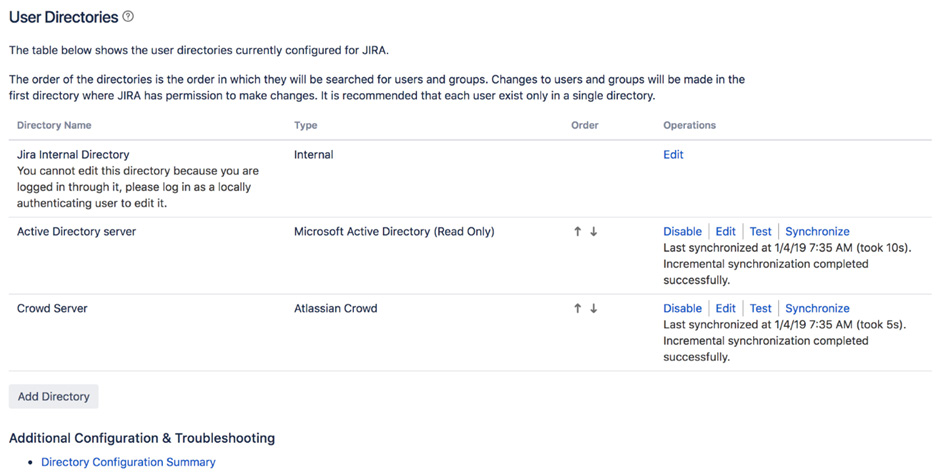 User Directories
The table below shows the user directories currently configured for JIRA.
The order of the directories is the order in which they will be searched for users and groups. Changes to users and groups will be made in the
first directory where JIRA has permission to make changes. It is recommended that each user exist only in a single directory.
Directory Name Type Order Operations
Jira Internal Directory Internal Edit
You cannot edit this directory because you are
logged in through it, please log in as a locally
authenticating user to edit it.
Active Directory server Microsoft Active Directory (Read Only) Disable Edit Test Synchronize
Last synchronized at 1/4/19 7:35 AM (took 10s).
Incremental synchronization completed
successfully.
Crowd Server Atlassian Crowd Disable Edit Test Synchronize
Last synchronized at 1/4/19 7:35 AM (took 5s).
Incremental synchronization completed
successfully.
Add Directory
Additional Configuration & Troubleshooting
• Directory Configuration Summary